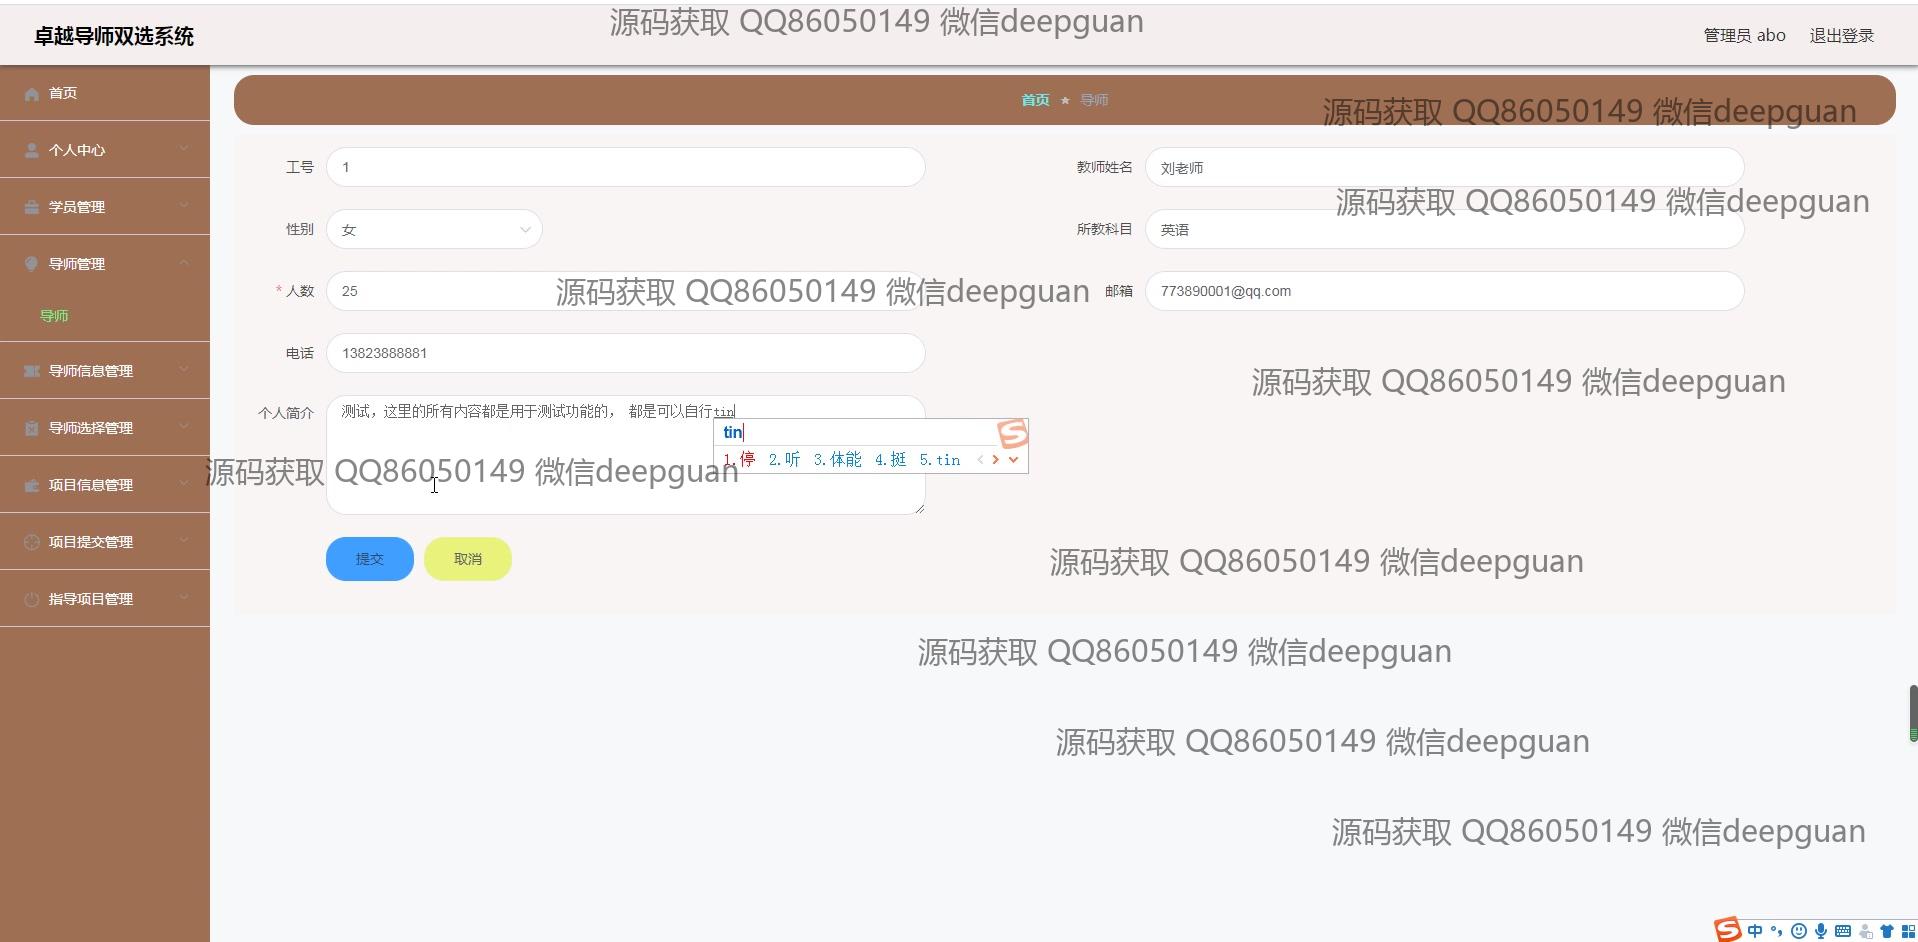 源码获取 QQ86050149 微信deepguan
卓越导师双选系统
管理员 abo 退出登录
首页
首页 ★ 导师
源码获取 QQ86050149 微信deepguan
个人中心
工号 1
教师姓名 刘老师
学员管理
源码获取 QQ86050149 微信deepguan
性别 女
所教科目 英语
导师管理
* 人数 25
源码获取 QQ86050149 微信deepguan
邮箱 773890001@qq.com
导师
电话 13823888881
导师信息管理
源码获取 QQ86050149 微信deepguan
个人简介 测试，这里的所有内容都是用于测试功能的， 都是可以自行tin
导师选择管理
tin
1.停 2.听 3.体能 4.挺 5.tin
源码获取 QQ86050149 微信deepguan
项目信息管理
项目提交管理
提交 取消
源码获取 QQ86050149 微信deepguan
指导项目管理
源码获取 QQ86050149 微信deepguan
源码获取 QQ86050149 微信deepguan
源码获取 QQ86050149 微信deepguan
中